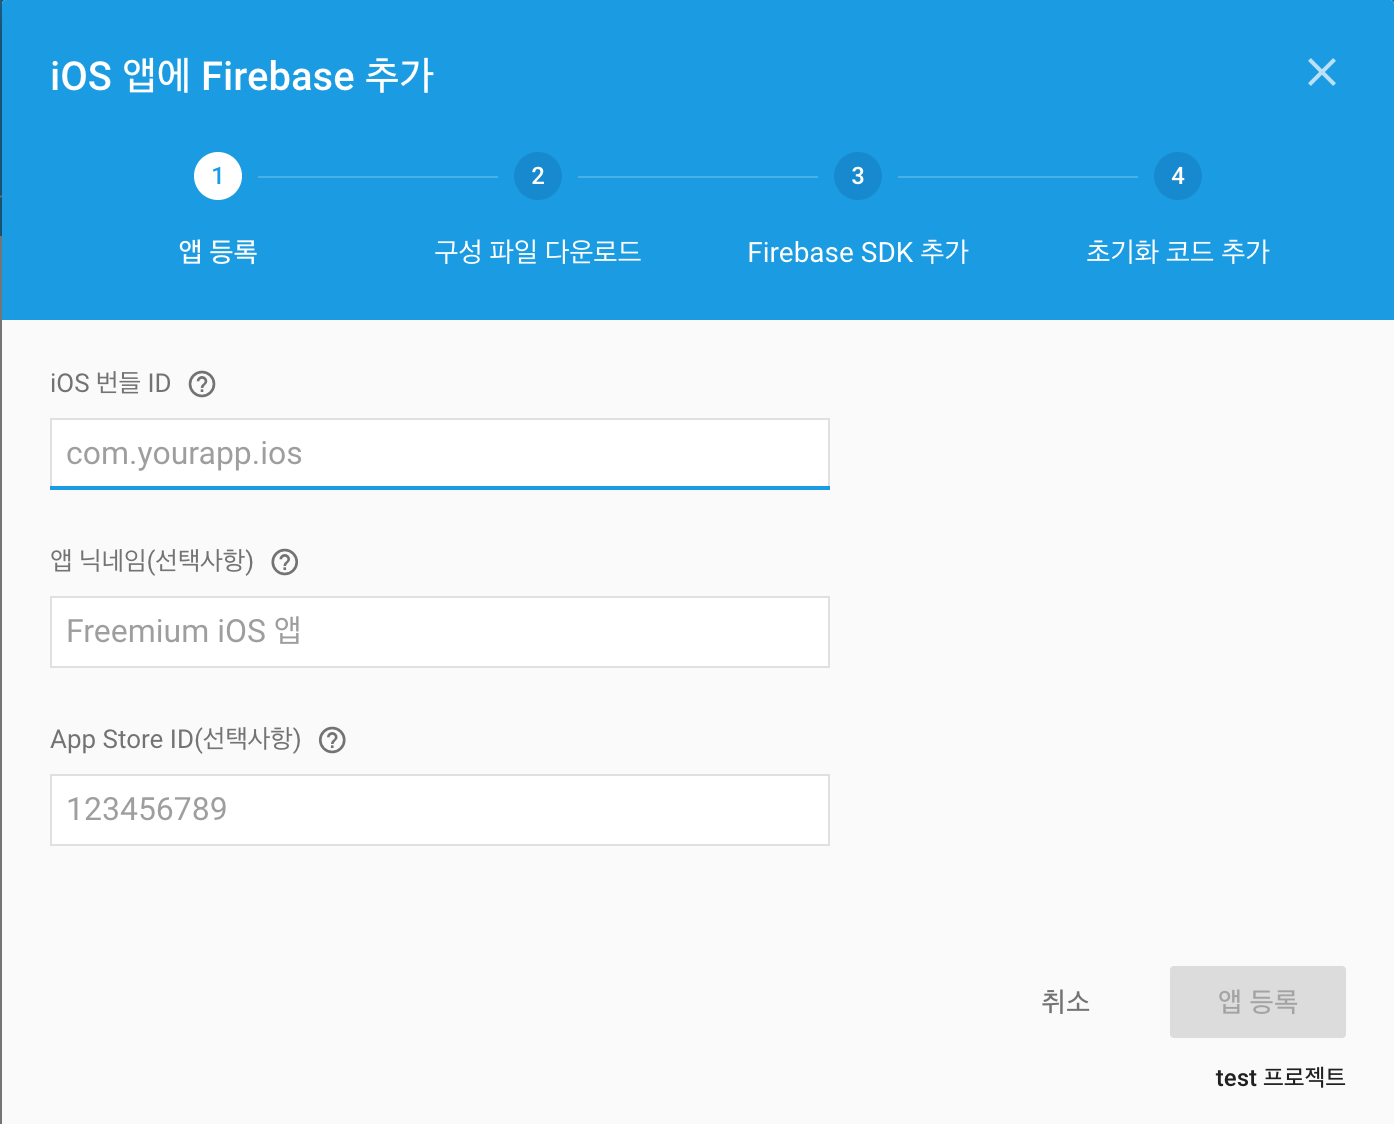 iOS 앱에 Firebase 추가
1
2
3
4
앱 등록
구성 파일 다운로드
Firebase SDK 추가
초기화 코드 추가
iOS 번들 ID
com.yourapp.ios
앱 닉네임(선택사항)
Freemium iOS 앱
App Store ID(선택사항)
123456789
취소
앱 등록
test 프로젝트